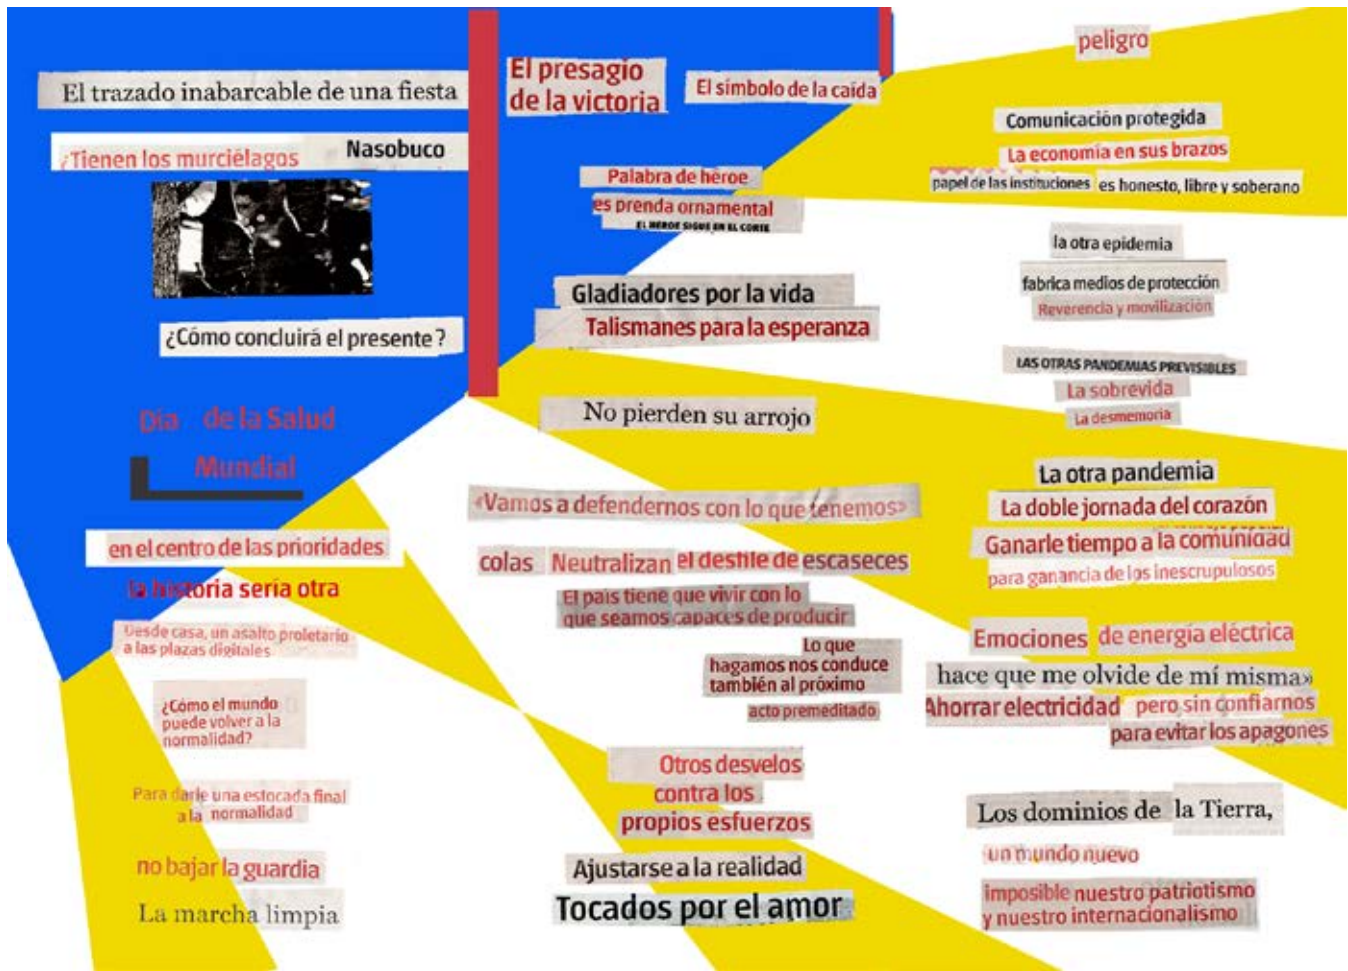 El trazado inabarcable de una fiesta
¿Tienen los murciélagos Nasobuco
¿Cómo concluirá el presente?
Día de la Salud
Mundial
en el centro de las prioridades
la historia sería otra
Desde casa, un asalto proletario
a las plazas digitales
¿Cómo el mundo
puede volver a la
normalidad?
Para darle una estocada final
a la normalidad
no bajar la guardia
La marcha limpia
El presagio
de la victoria
El símbolo de la caída
Palabra de héroe
es prenda ornamental
EL HÉROE SIGUE EN EL CORTE
Gladiadores por la vida
Talismanes para la esperanza
No pierden su arrojo
«Vamos a defendernos con lo que tenemos»
colas Neutralizan el desfile de escaseces
El país tiene que vivir con lo
que seamos capaces de producir
Lo que
hagamos nos conduce
también al próximo
acto premeditado
Otros desvelos
contra los
propios esfuerzos
Ajustarse a la realidad
Tocados por el amor
peligro
Comunicación protegida
La economía en sus brazos
papel de las instituciones es honesto, libre y soberano
la otra epidemia
fabrica medios de protección
Reverencia y movilización
LAS OTRAS PANDEMIAS PREVISIBLES
La sobrevida
La desmemoria
La otra pandemia
La doble jornada del corazón
Ganarle tiempo a la comunidad
para ganancia de los inescrupulosos
Emociones de energía eléctrica
hace que me olvide de mí misma»
Ahorrar electricidad pero sin confiarnos
para evitar los apagones
Los dominios de la Tierra,
un mundo nuevo
imposible nuestro patriotismo
y nuestro internacionalismo